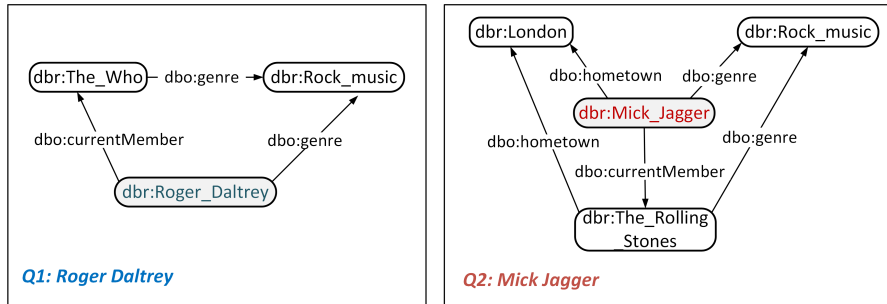 dbr:The_Who
dbo:genre
dbr:Rock_music
dbo:currentMember
dbo:genre
dbr:Roger_Daltrey
Q1: Roger Daltrey
dbr:London
dbr:Rock_music
dbo:hometown
dbo:genre
dbr:Mick_Jagger
dbo:hometown
dbo:genre
dbo:currentMember
dbr:The_Rolling
_Stones
Q2: Mick Jagger